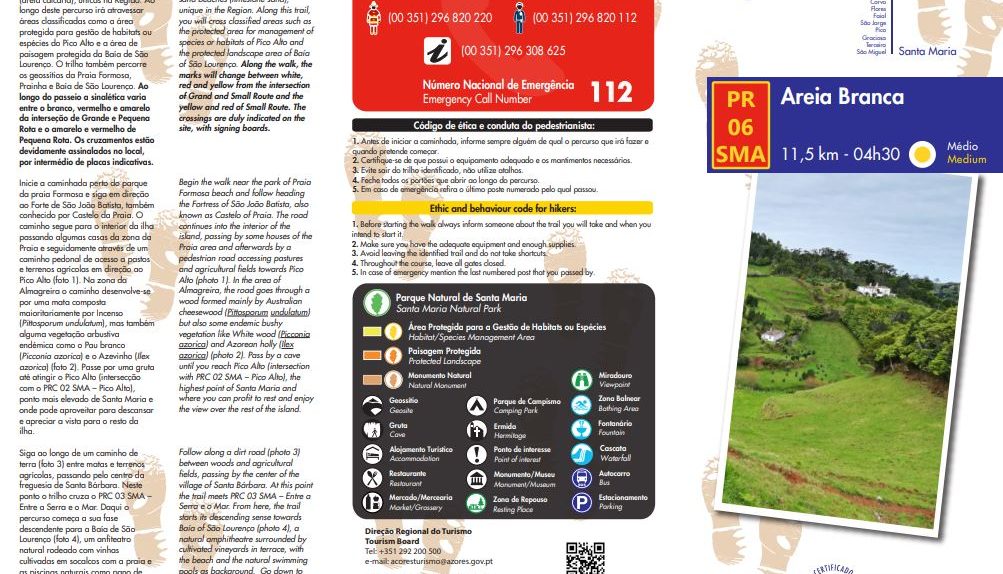 (areia calcária), únicas na Região. Ao
longo deste percurso irá atravessar
áreas classificadas como a área
protegida para gestão de habitats ou
espécies do Pico Alto e a área de
paisagem protegida da Baía de São
Lourenço. O trilho também percorre
os geossítios da Praia Formosa,
Prainha e Baía de São Lourenço. Ao
longo do passeio a sinalética varia
entre o branco, vermelho e amarelo
da interseção de Grande e Pequena
Rota e o amarelo e vermelho de
Pequena Rota. Os cruzamentos estão
devidamente assinalados no local,
por intermédio de placas indicativas.
Inicie a caminhada perto do parque
da praia Formosa e siga em direção
ao Forte de São João Batista, também
conhecido por Castelo da Praia. O
caminho segue para o interior da ilha
passando algumas casas da zona da
Praia e seguidamente através de um
caminho pedonal de acesso a pastos
e terrenos agrícolas em direção ao
Pico Alto (foto 1). Na zona da
Almagreira o caminho desenvolve-se
por uma mata composta
maioritariamente por Incenso
(Pittosporum undulatum), mas também
alguma vegetação arbustiva
endémica como o Pau branco
(Picconia azorica) e o Azevinho (Ilex
azorica) (foto 2). Passe por uma gruta
até atingir o Pico Alto (intersecção
com o PRC 02 SMA – Pico Alto),
ponto mais elevado de Santa Maria e
onde pode aproveitar para descansar
e apreciar a vista para o resto da
ilha.
Siga ao longo de um caminho de
terra (foto 3) entre matas e terrenos
agrícolas, passando pelo centro da
freguesia de Santa Bárbara. Neste
ponto o trilho cruza o PRC 03 SMA –
Entre a Serra e o Mar. Daqui o
percurso começa a sua fase
descendente para a Baía de São
Lourenço (foto 4), um anfiteatro
natural rodeado com vinhas
cultivadas em socalcos com a praia e
as piscinas naturais como pano de
unique in the Region. Along this trail,
you will cross classified areas such as
the protected area for management of
species or habitats of Pico Alto and
the protected landscape area of Baía
of São Lourenço. Along the walk, the
marks will change between white,
red and yellow from the intersection
of Grand and Small Route and the
yellow and red of Small Route. The
crossings are duly indicated on the
site, with signing boards.
Begin the walk near the park of Praia
Formosa beach and follow heading
the Fortress of São João Batista, also
known as Castelo of Praia. The road
continues into the interior of the
island, passing by some houses of the
Praia area and afterwards by a
pedestrian road accessing pastures
and agricultural fields towards Pico
Alto (photo 1). In the area of
Almagreira, the road goes through a
wood formed mainly by Australian
cheesewood (Pittosporum undulatum)
but also some endemic bushy
vegetation like White wood (Picconia
azorica) and Azorean holly (Ilex
azorica) (photo 2). Pass by a cave
until you reach Pico Alto (intersection
with PRC 02 SMA – Pico Alto), the
highest point of Santa Maria and
where you can profit to rest and enjoy
the view over the rest of the island.
Follow along a dirt road (photo 3)
between woods and agricultural
fields, passing by the center of the
village of Santa Bárbara. At this point
the trail meets PRC 03 SMA – Entre a
Serra e o Mar. From here, the trail
starts its descending sense towards
Baía of São Lourenço (photo 4), a
natural amphitheatre surrounded by
cultivated vineyards in terrace, with
the beach and the natural swimming
pools as background. Go down to
(00 351) 296 820 220
(00 351) 296 820 112
(00 351) 296 308 625
Número Nacional de Emergência
Emergency Call Number
112
Código de ética e conduta do pedestrianista:
1. Antes de iniciar a caminhada, informe sempre alguém de qual o percurso que irá fazer e
quando pretende começar.
2. Certifique-se de que possui o equipamento adequado e os mantimentos necessários.
3. Evite sair do trilho identificado, não utilize atalhos.
4. Feche todos os portões que abrir ao longo do percurso.
5. Em caso de emergência refira o último poste numerado pelo qual passou.
Ethic and behaviour code for hikers:
1. Before starting the walk always inform someone about the trail you will take and when you
intend to start it.
2. Make sure you have the adequate equipment and enough supplies.
3. Avoid leaving the identified trail and do not take shortcuts.
4. Throughout the course, leave all gates closed.
5. In case of emergency mention the last numbered post that you passed by.
Parque Natural de Santa Maria
Santa Maria Natural Park
Área Protegida para a Gestão de Habitats ou Espécies
Habitat/Species Management Area
Paisagem Protegida
Protected Landscape
Monumento Natural
Natural Monument
Geossítio
Geosite
Gruta
Cave
Alojamento Turístico
Accommodation
Restaurante
Restaurant
Mercado/Mercearia
Market/Grossery
Parque de Campismo
Camping Park
Ermida
Hermitage
Ponto de interesse
Point of interest
Monumento/Museu
Monument/Museum
Zona de Repouso
Resting Place
Miradouro
Viewpoint
Zona Balnear
Bathing Area
Fontanário
Fountain
Cascata
Waterfall
Autocarro
Bus
Estacionamento
Parking
Direção Regional do Turismo
Tourism Board
Tel: +351 292 200 500
e-mail: acoresturismo@azores.gov.pt
Corvo
Flores
Faial
São Jorge
Pico
Graciosa
Terceira
São Miguel
Santa Maria
PR
06
SMA
Areia Branca
11,5 km - 04h30
Médio
Medium
CERTIFICADO